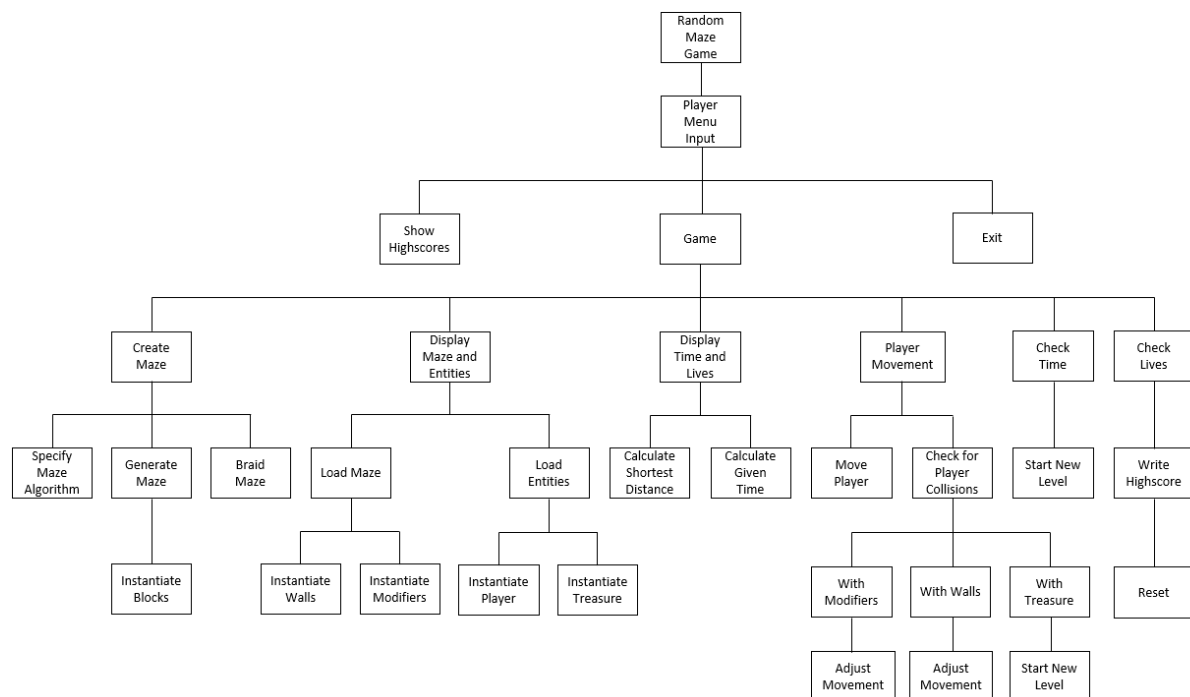 Random
Maze
Game
Player
Menu
Input
Show
Highscores
Game
Exit
Create
Maze
Display
Maze and
Entities
Display
Time and
Lives
Player
Movement
Check
Time
Check
Lives
Specify
Maze
Algorithm
Generate
Maze
Braid
Maze
Load Maze
Load
Entities
Calculate
Shortest
Distance
Calculate
Given
Time
Move
Player
Check for
Player
Collisions
Start New
Level
Write
Highscore
Instantiate
Blocks
Instantiate
Walls
Instantiate
Modifiers
Instantiate
Player
Instantiate
Treasure
With
Modifiers
With Walls
With
Treasure
Reset
Adjust
Movement
Adjust
Movement
Start New
Level